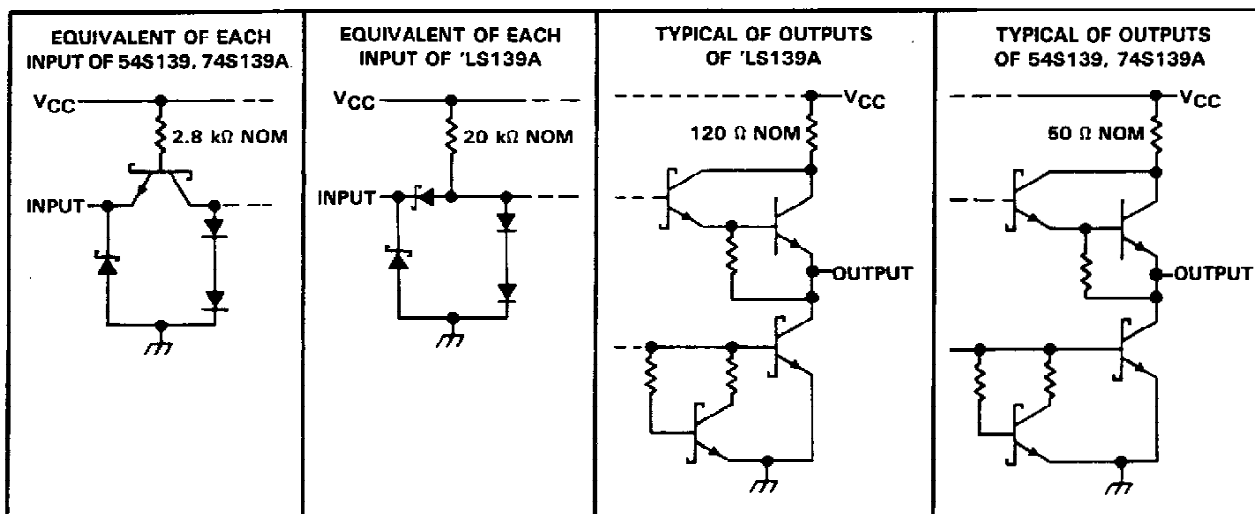 EQUIVALENT OF EACH
INPUT OF 54S139, 74S139A
VCC
2.8 kΩ NOM
INPUT
EQUIVALENT OF EACH
INPUT OF 'LS139A
VCC
20 kΩ NOM
INPUT
TYPICAL OF OUTPUTS
OF 'LS139A
VCC
120 Ω NOM
OUTPUT
TYPICAL OF OUTPUTS
OF 54S139, 74S139A
VCC
50 Ω NOM
OUTPUT